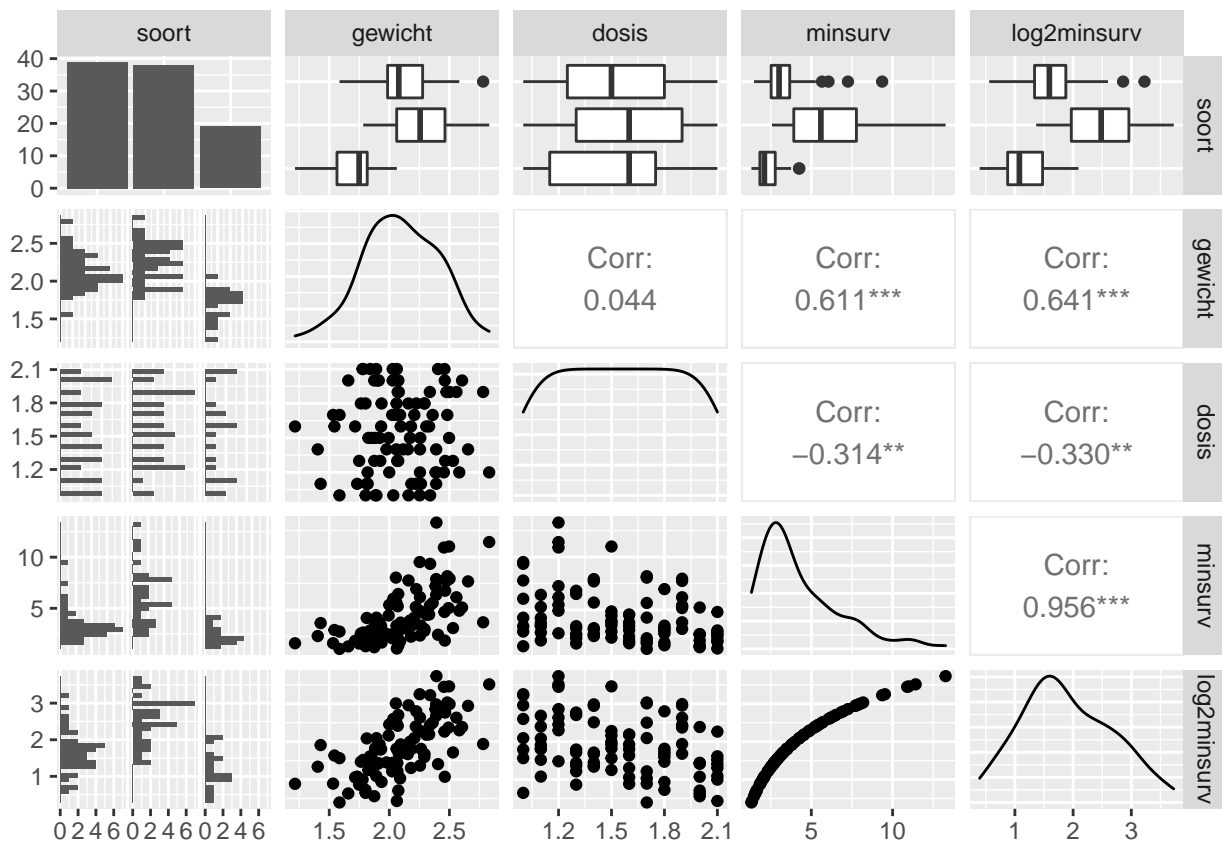 soort gewicht dosis minsurv log2minsurv
40
30
20
10
0
soort
2.5
2.0
1.5
Corr:
0.044
Corr:
0.611***
Corr:
0.641***
gewicht
2.1
1.8
1.5
1.2
Corr:
−0.314**
Corr:
−0.330**
dosis
10
5
Corr:
0.956***
minsurv
3
2
1
log2minsurv
0 2 4 6 8 0 2 4 6 8 0 2 4 6 8
1.5 2.0 2.5
1.2 1.5 1.8 2.1
5 10
1 2 3